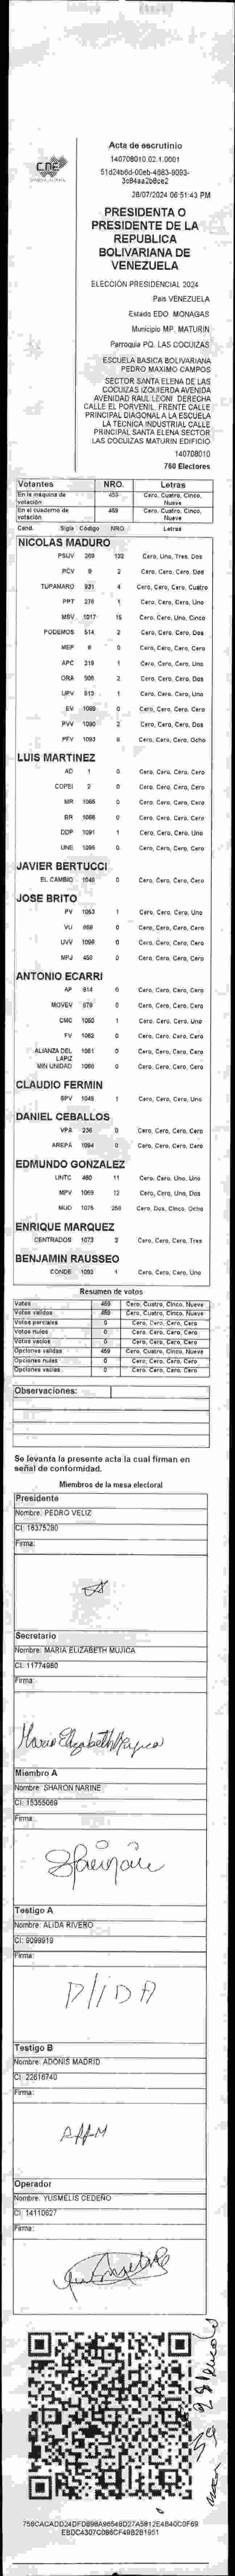 CNE
Acta de escrutinio
140708010.02.1.0001
51d24b6d-00eb-4883-9093-
3c84aa2b8ce2
28/07/2024 06:51:43 PM
PRESIDENTA O
PRESIDENTE DE LA
REPUBLICA
BOLIVARIANA DE
VENEZUELA
ELECCIÓN PRESIDENCIAL 2024
Pais VENEZUELA
Estado EDO. MONAGAS
Municipio MP. MATURIN
Parroquia PQ. LAS COCUIZAS
ESCUELA BASICA BOLIVARIANA
PEDRO MAXIMO CAMPOS
SECTOR SANTA ELENA DE LAS
COCUIZAS IZQUIERDA AVENIDA
AVENIDAD RAUL LEONI. DERECHA
CALLE EL PORVENIL. FRENTE CALLE
PRINCIPAL DIAGONAL A LA ESCUELA
LA TECNICA INDUSTRIAL CALLE
PRINCIPAL SANTA ELENA SECTOR
LAS COCUIZAS MATURIN EDIFICIO
140708010
760 Electores
Votantes NRO. Letras
En la máquina de votación 459 Cero, Cuatro, Cinco, Nueve
En el cuaderno de votación 459 Cero, Cuatro, Cinco, Nueve
Cand. Sigla Código NRO. Letras
NICOLAS MADURO
PSUV 269 132 Cero, Uno, Tres, Dos
PCV 9 2 Cero, Cero, Cero, Dos
TUPAMARO 931 4 Cero, Cero, Cero, Cuatro
PPT 276 1 Cero, Cero, Cero, Uno
MSV 1017 15 Cero, Cero, Uno, Cinco
PODEMOS 514 2 Cero, Cero, Cero, Dos
MEP 6 0 Cero, Cero, Cero, Cero
APC 219 1 Cero, Cero, Cero, Uno
ORA 906 2 Cero, Cero, Cero, Dos
UPV 613 1 Cero, Cero, Cero, Uno
EV 1089 0 Cero, Cero, Cero, Cero
PVV 1090 2 Cero, Cero, Cero, Dos
PFV 1093 8 Cero, Cero, Cero, Ocho
LUIS MARTINEZ
AD 1 0 Cero, Cero, Cero, Cero
COPEI 2 0 Cero, Cero, Cero, Cero
MR 1065 0 Cero, Cero, Cero, Cero
BR 1066 0 Cero, Cero, Cero, Cero
DDP 1091 1 Cero, Cero, Cero, Uno
UNE 1095 0 Cero, Cero, Cero, Cero
JAVIER BERTUCCI
EL CAMBIO 1048 0 Cero, Cero, Cero, Cero
JOSE BRITO
PV 1053 1 Cero, Cero, Cero, Uno
VU 868 0 Cero, Cero, Cero, Cero
UVV 1096 0 Cero, Cero, Cero, Cero
MPJ 458 0 Cero, Cero, Cero, Cero
ANTONIO ECARRI
AP 814 0 Cero, Cero, Cero, Cero
MOVEV 979 0 Cero, Cero, Cero, Cero
CMC 1050 1 Cero, Cero, Cero, Uno
FV 1082 0 Cero, Cero, Cero, Cero
ALIANZA DEL LAPIZ 1051 0 Cero, Cero, Cero, Cero
MIN UNIDAD 1086 0 Cero, Cero, Cero, Cero
CLAUDIO FERMIN
SPV 1049 1 Cero, Cero, Cero, Uno
DANIEL CEBALLOS
VPA 236 0 Cero, Cero, Cero, Cero
AREPA 1094 0 Cero, Cero, Cero, Cero
EDMUNDO GONZALEZ
UNTC 460 11 Cero, Cero, Uno, Uno
MPV 1069 12 Cero, Cero, Uno, Dos
MUD 1075 258 Cero, Dos, Cinco, Ocho
ENRIQUE MARQUEZ
CENTRADOS 1073 3 Cero, Cero, Cero, Tres
BENJAMIN RAUSSEO
CONDE 1093 1 Cero, Cero, Cero, Uno
Resumen de votos
Votos 459 Cero, Cuatro, Cinco, Nueve
Votos validos 459 Cero, Cuatro, Cinco, Nueve
Votos parciales 0 Cero, Cero, Cero, Cero
Votos nulos 0 Cero, Cero, Cero, Cero
Votos vacios 0 Cero, Cero, Cero, Cero
Opciones validas 459 Cero, Cuatro, Cinco, Nueve
Opciones nulas 0 Cero, Cero, Cero, Cero
Opciones vacias 0 Cero, Cero, Cero, Cero
Observaciones:
Se levanta la presente acta la cual firman en
señal de conformidad.
Miembros de la mesa electoral
Presidente
Nombre: PEDRO VELIZ
CI: 16375280
Firma:
Secretario
Nombre: MARIA ELIZABETH MUJICA
CI: 11774980
Firma:
Maria Elizabeth Mujica
Miembro A
Nombre: SHARON NARINE
CI: 15355069
Firma:
Testigo A
Nombre: ALIDA RIVERO
CI: 9099919
Firma:
AliDA
Testigo B
Nombre: ADONIS MADRID
CI: 22616740
Firma:
Operador
Nombre: YUSMELIS CEDEÑO
CI: 14110627
Firma: